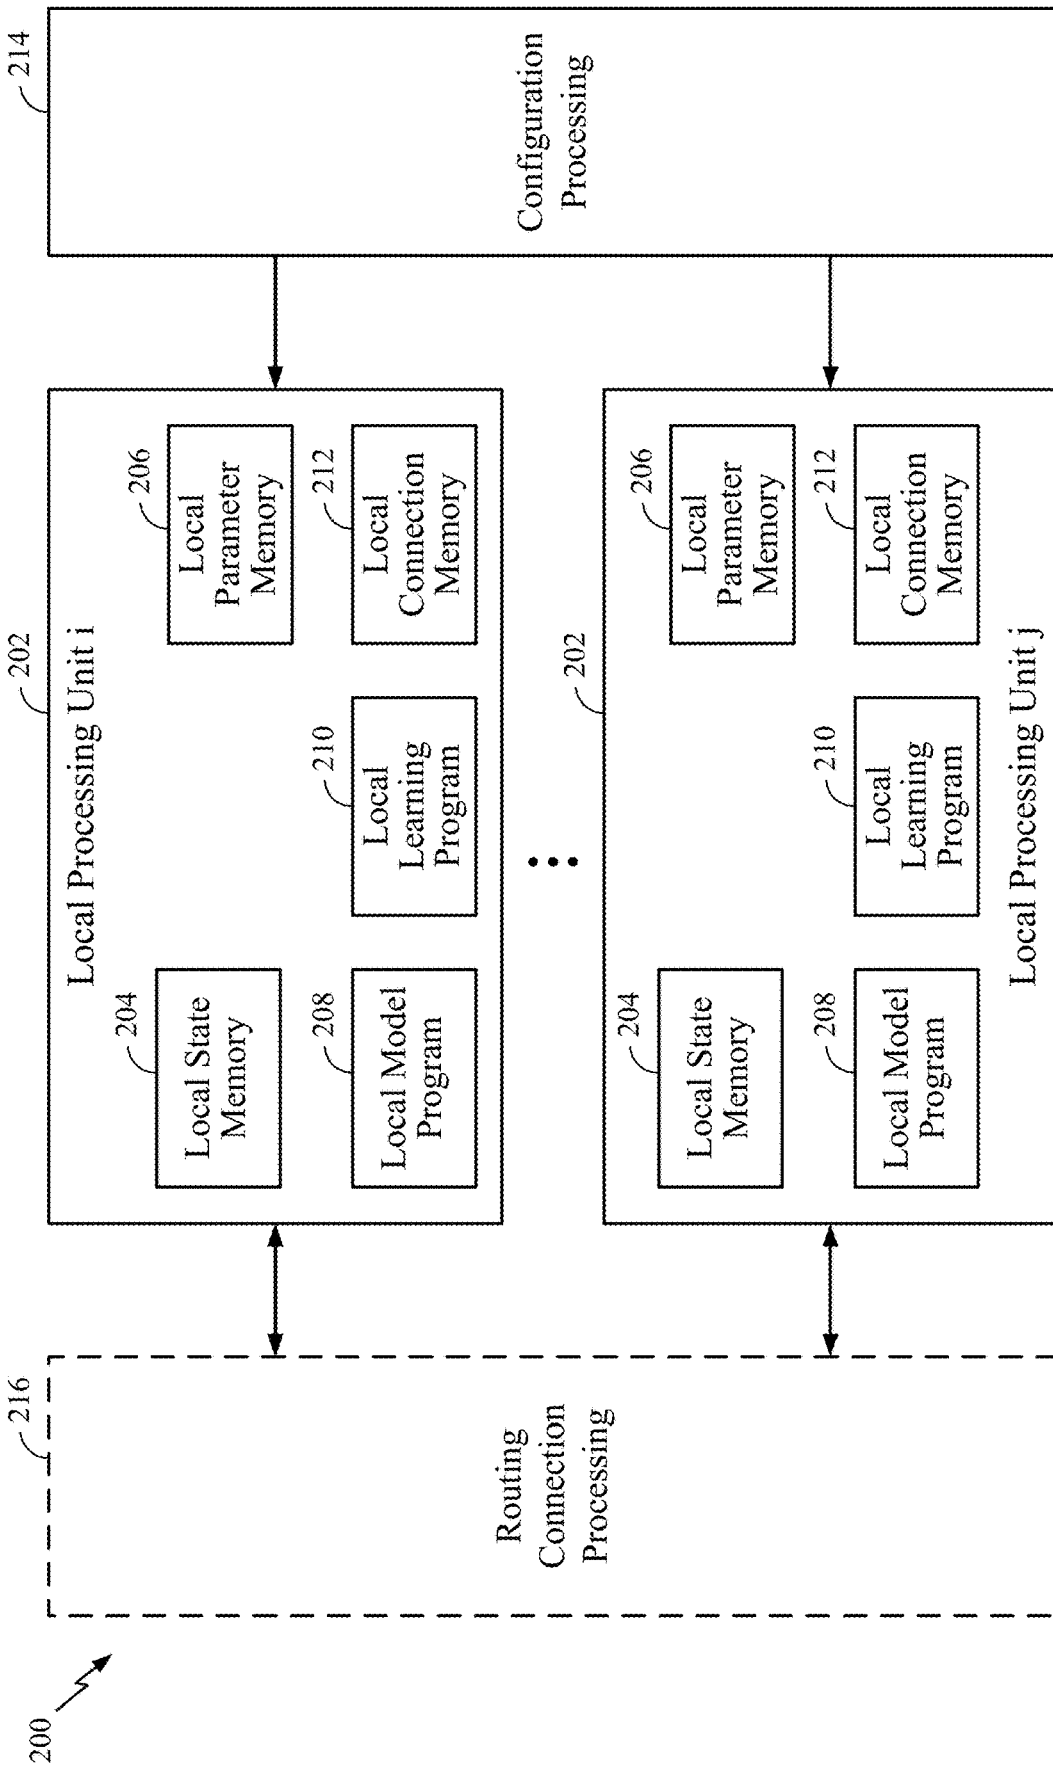 200
216
Routing
Connection
Processing
202
Local Processing Unit i
204
Local State
Memory
206
Local
Parameter
Memory
208
Local Model
Program
210
Local
Learning
Program
212
Local
Connection
Memory
202
204
Local State
Memory
206
Local
Parameter
Memory
208
Local Model
Program
210
Local
Learning
Program
212
Local
Connection
Memory
Local Processing Unit j
214
Configuration
Processing